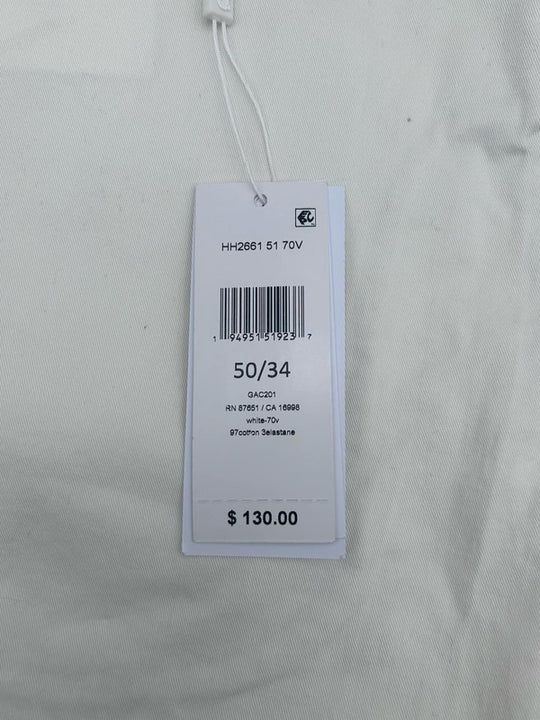 HH2661 51 70V
1 94951 51923 7
50/34
GAC201
RN 87651 / CA 16998
white-70v
97cotton 3elastane
$ 130.00